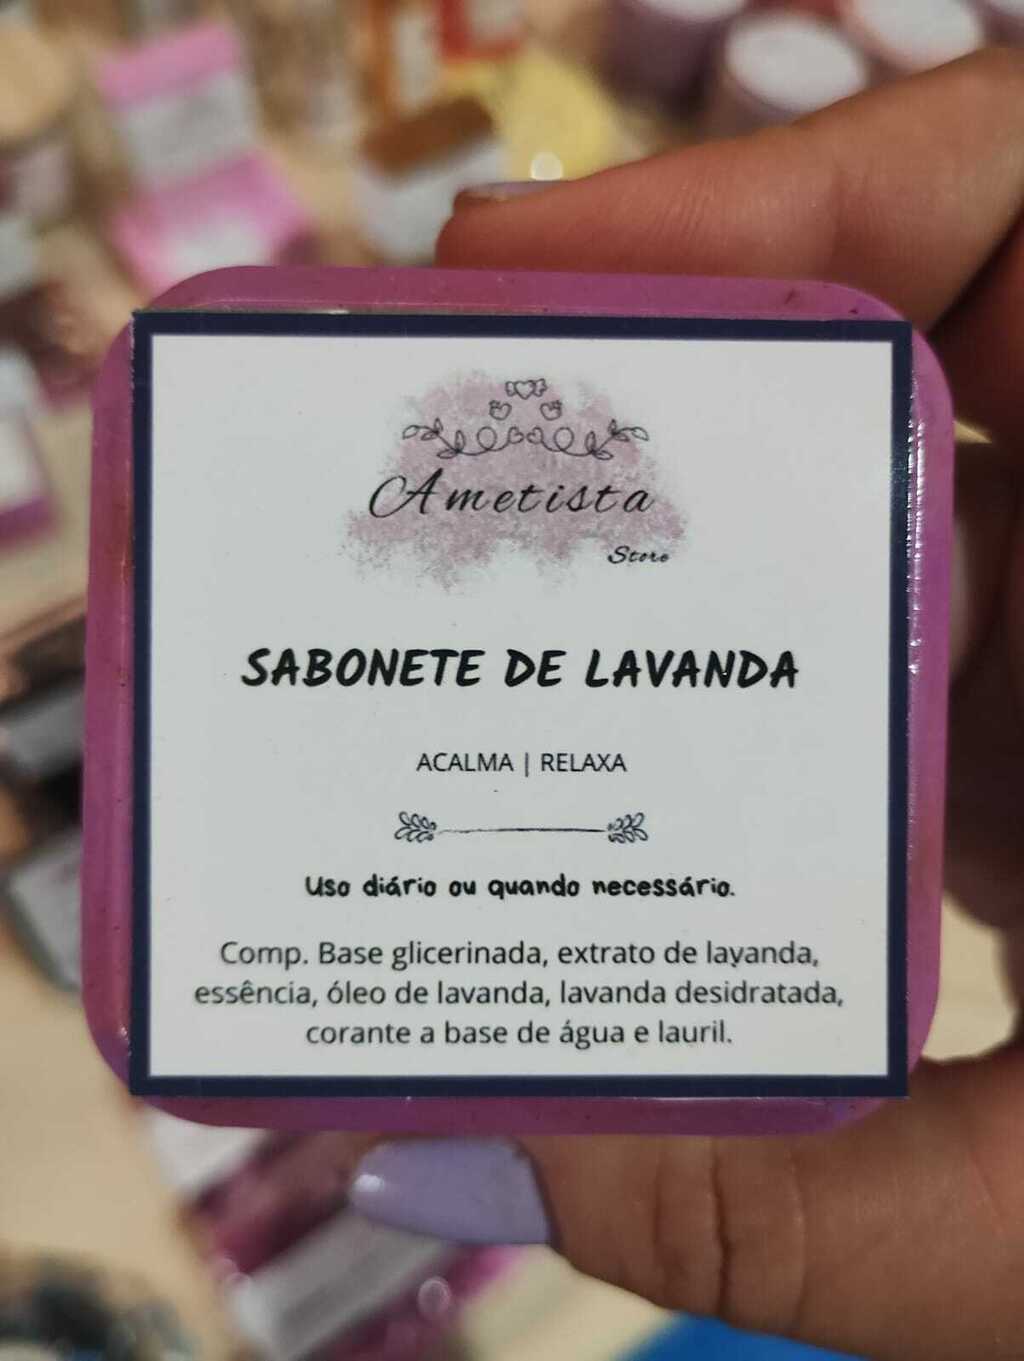 Ametista
Store
SABONETE DE LAVANDA
ACALMA | RELAXA
Uso diário ou quando necessário.
Comp. Base glicerinada, extrato de lavanda,
essência, óleo de lavanda, lavanda desidratada,
corante a base de água e lauril.